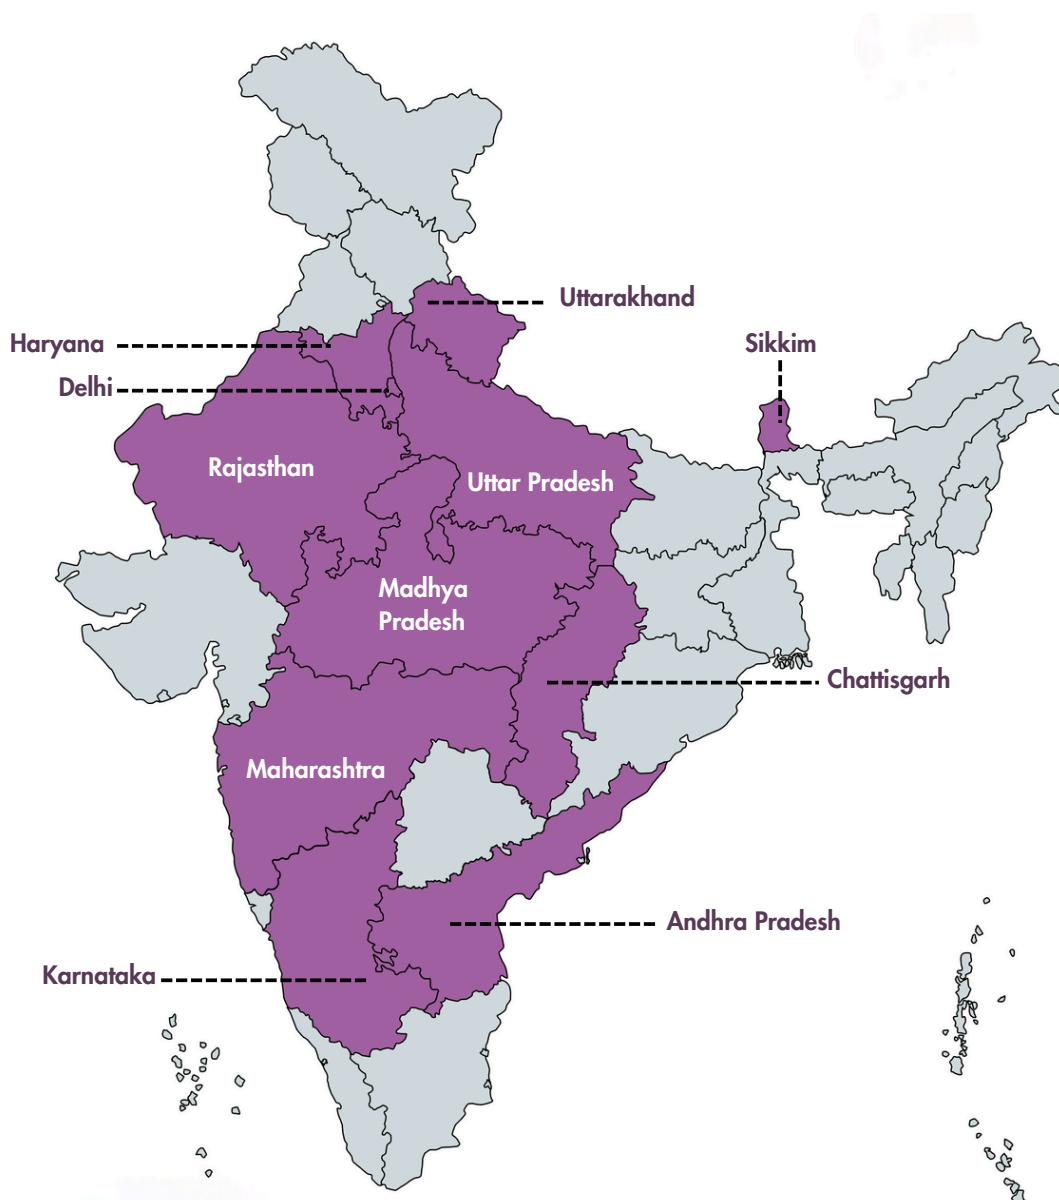 Uttarakhand
Haryana
Sikkim
Delhi
Rajasthan
Uttar Pradesh
Madhya
Pradesh
Chattisgarh
Maharashtra
Andhra Pradesh
Karnataka